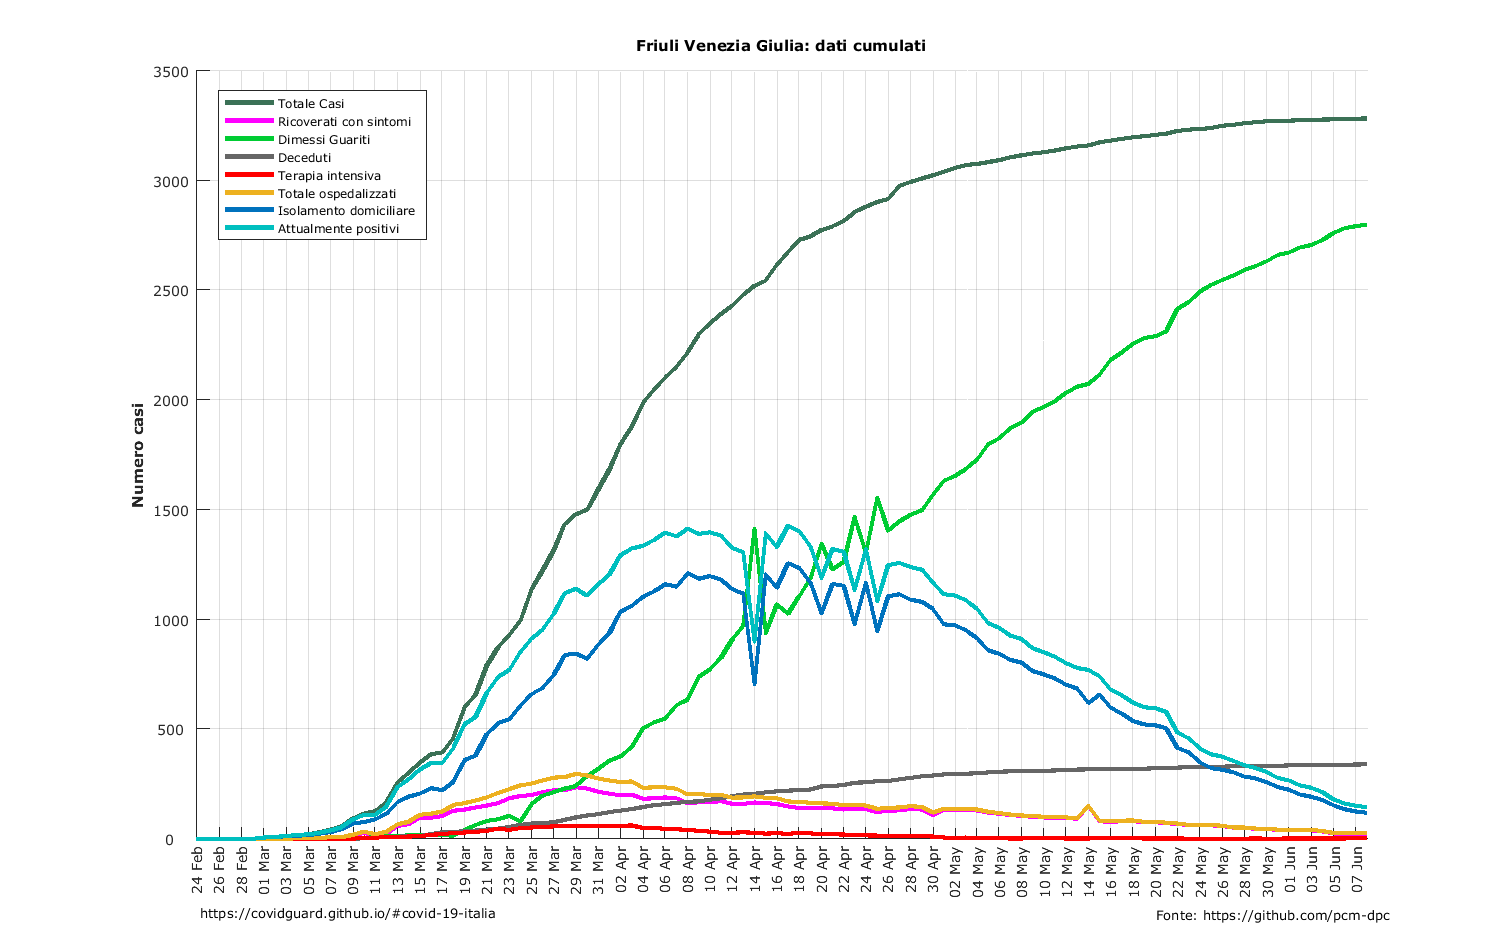 Friuli Venezia Giulia: dati cumulati
3500
3000
2500
2000
1500
1000
500
0
Numero casi
Totale Casi
Ricoverati con sintomi
Dimessi Guariti
Deceduti
Terapia intensiva
Totale ospedalizzati
Isolamento domiciliare
Attualmente positivi
24 Feb
26 Feb
28 Feb
01 Mar
03 Mar
05 Mar
07 Mar
09 Mar
11 Mar
13 Mar
15 Mar
17 Mar
19 Mar
21 Mar
23 Mar
25 Mar
27 Mar
29 Mar
31 Mar
02 Apr
04 Apr
06 Apr
08 Apr
10 Apr
12 Apr
14 Apr
16 Apr
18 Apr
20 Apr
22 Apr
24 Apr
26 Apr
28 Apr
30 Apr
02 May
04 May
06 May
08 May
10 May
12 May
14 May
16 May
18 May
20 May
22 May
24 May
26 May
28 May
30 May
01 Jun
03 Jun
05 Jun
07 Jun
https://covidguard.github.io/#covid-19-italia
Fonte: https://github.com/pcm-dpc